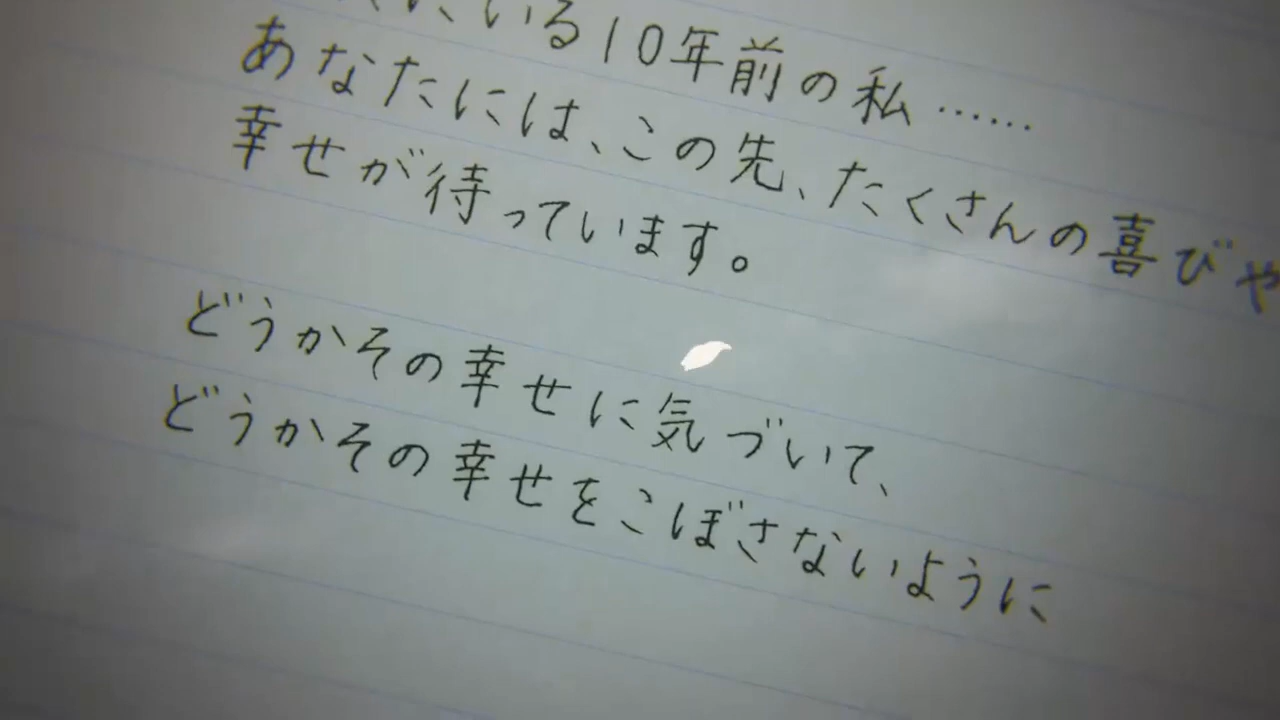 いる10年前の私……
あなたには、この先、たくさんの喜びや
幸せが待っています。
どうかその幸せに気づいて、
どうかその幸せをこぼさないように